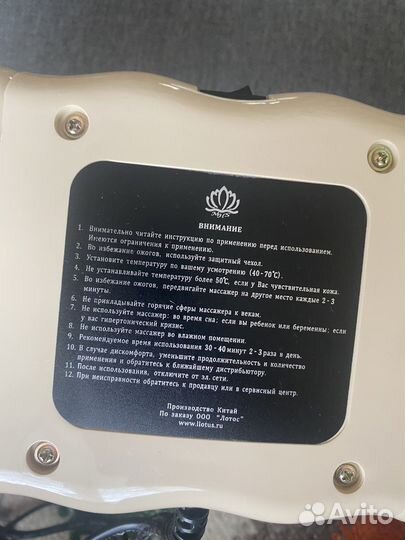 MyiS
ВНИМАНИЕ
1. Внимательно читайте инструкцию по применению перед использованием.
Имеются ограничения к применению.
2. Во избежание ожогов, используйте защитный чехол.
3. Установите температуру по вашему усмотрению (40-70℃).
4. Не устанавливайте температуру более 50℃, если у Вас чувствительная кожа.
5. Во избежание ожогов, передвигайте массажер на другое место каждые 2-3
минуты.
6. Не прикладывайте горячие сферы массажера к векам.
7. Не используйте массажер: во время сна; если вы ребенок или беременны; если
у вас гипертонический кризис.
8. Не используйте массажер во влажном помещении.
9. Рекомендуемое время использования 30-40 минут 2-3 раза в день.
10. В случае дискомфорта, уменьшите продолжительность и количество
применения и обратитесь к ближайшему дистрибьютору.
11. После использования, отключите от эл. сети.
12. При неисправности обратитесь к продавцу или в сервисный центр.
Производство Китай
По заказу ООО "Лотос"
www.llotus.ru
Avito